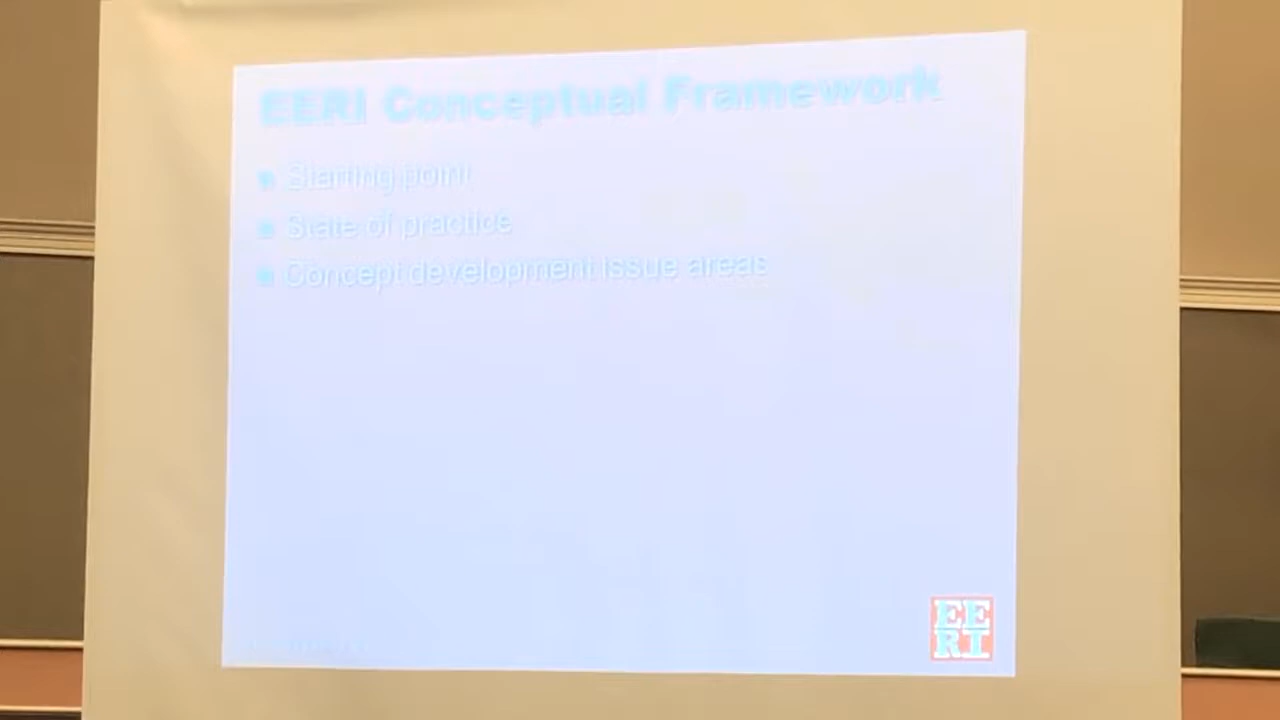 EERI Conceptual Framework
Starting point
State of practice
Concept development issue areas
EE
RI